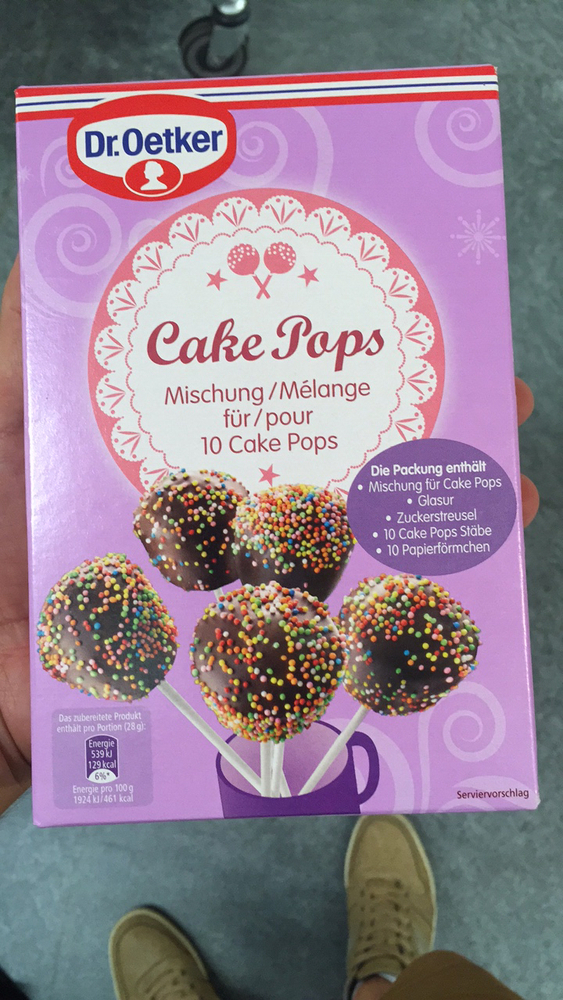 Dr.Oetker
Cake Pops
Mischung/Mélange
für/pour
10 Cake Pops
Die Packung enthält
• Mischung für Cake Pops
• Glasur
• Zuckerstreusel
• 10 Cake Pops Stäbe
• 10 Papierförmchen
Das zubereitete Produkt
enthält pro Portion (28 g):
Energie
539 kJ
129 kcal
6%*
Energie pro 100 g
1924 kJ/461 kcal
Serviervorschlag